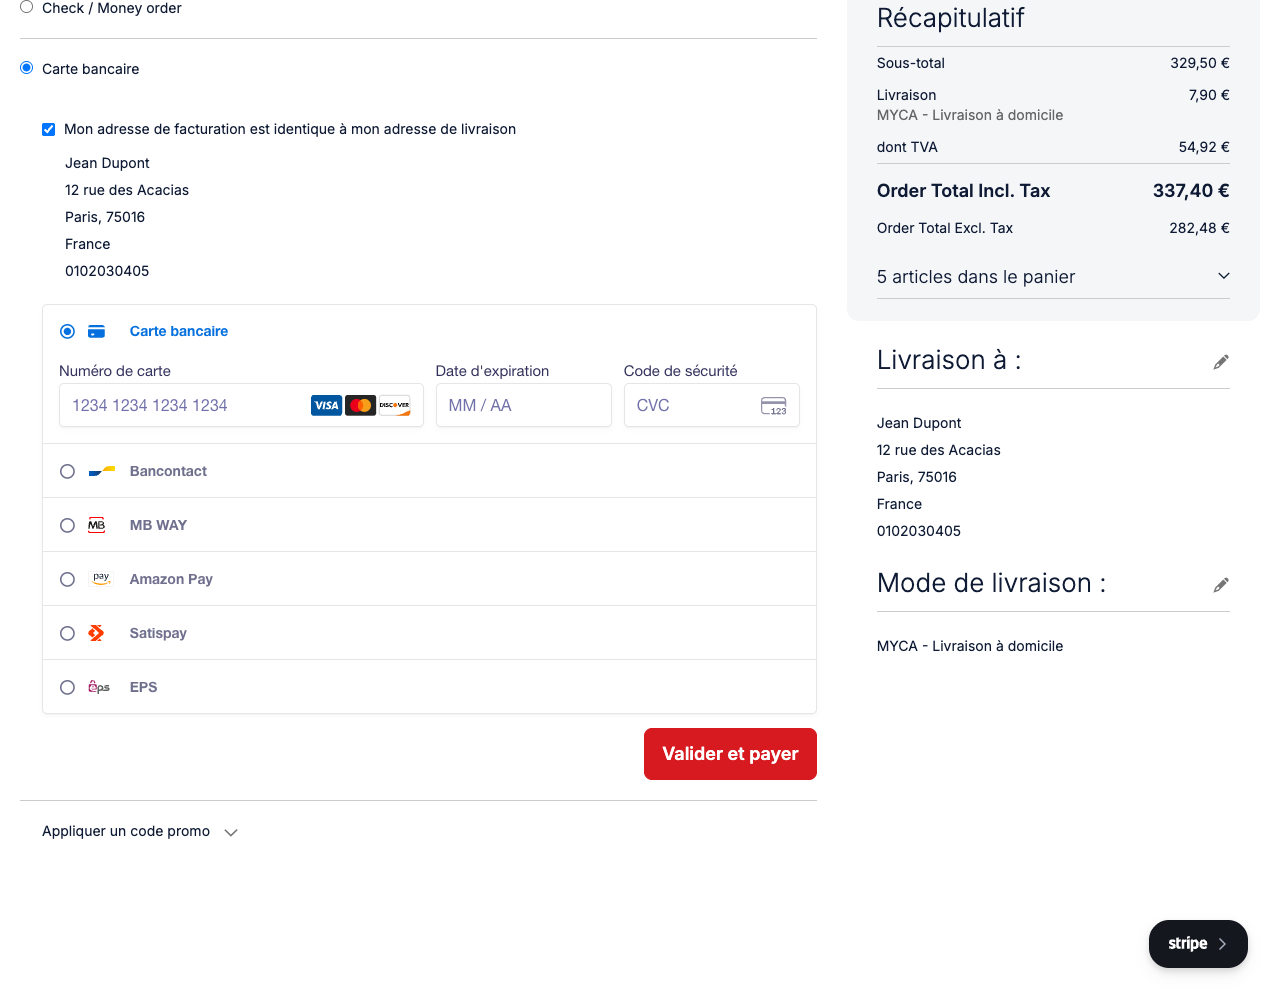 Check / Money order
Carte bancaire
Mon adresse de facturation est identique à mon adresse de livraison
Jean Dupont
12 rue des Acacias
Paris, 75016
France
0102030405
Carte bancaire
Numéro de carte
1234 1234 1234 1234
VISA
DISCOVER
Date d'expiration
MM / AA
Code de sécurité
CVC
123
Bancontact
MB
MB WAY
pay
Amazon Pay
Satispay
eps
EPS
Valider et payer
Appliquer un code promo
Récapitulatif
Sous-total 329,50 €
Livraison 7,90 €
MYCA - Livraison à domicile
dont TVA 54,92 €
Order Total Incl. Tax 337,40 €
Order Total Excl. Tax 282,48 €
5 articles dans le panier
Livraison à :
Jean Dupont
12 rue des Acacias
Paris, 75016
France
0102030405
Mode de livraison :
MYCA - Livraison à domicile
stripe